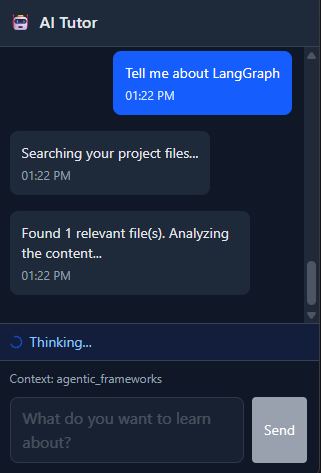 AI Tutor
Tell me about LangGraph
01:22 PM
Searching your project files...
01:22 PM
Found 1 relevant file(s). Analyzing
the content...
01:22 PM
Thinking...
Context: agentic_frameworks
What do you want to learn
about?
Send